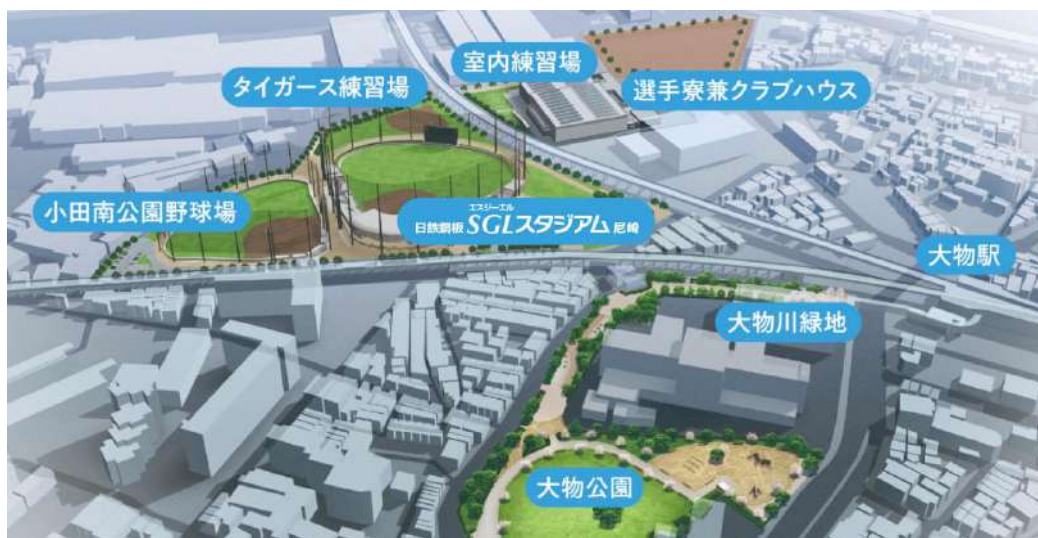 室内練習場
タイガース練習場
選手寮兼クラブハウス
小田南公園野球場
エスジーエル
日鉄鋼板 SGLスタジアム 尼崎
大物駅
大物川緑地
大物公園